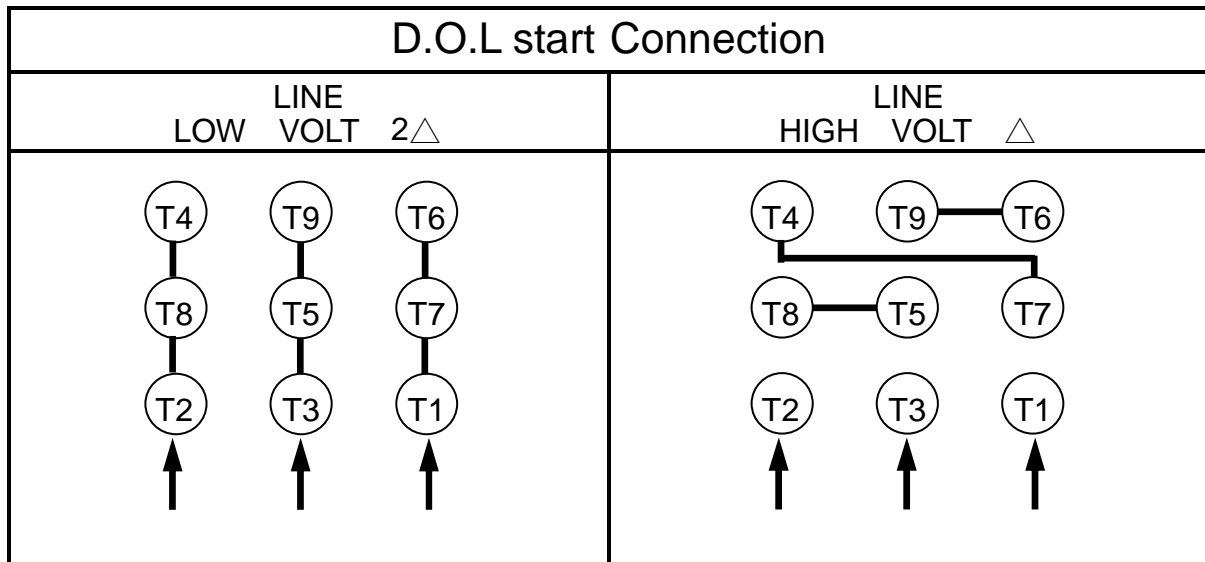 D.O.L start Connection
LINE
LOW VOLT 2△
LINE
HIGH VOLT △
T4 T9 T6
T8 T5 T7
T2 T3 T1
T4 T9 T6
T8 T5 T7
T2 T3 T1